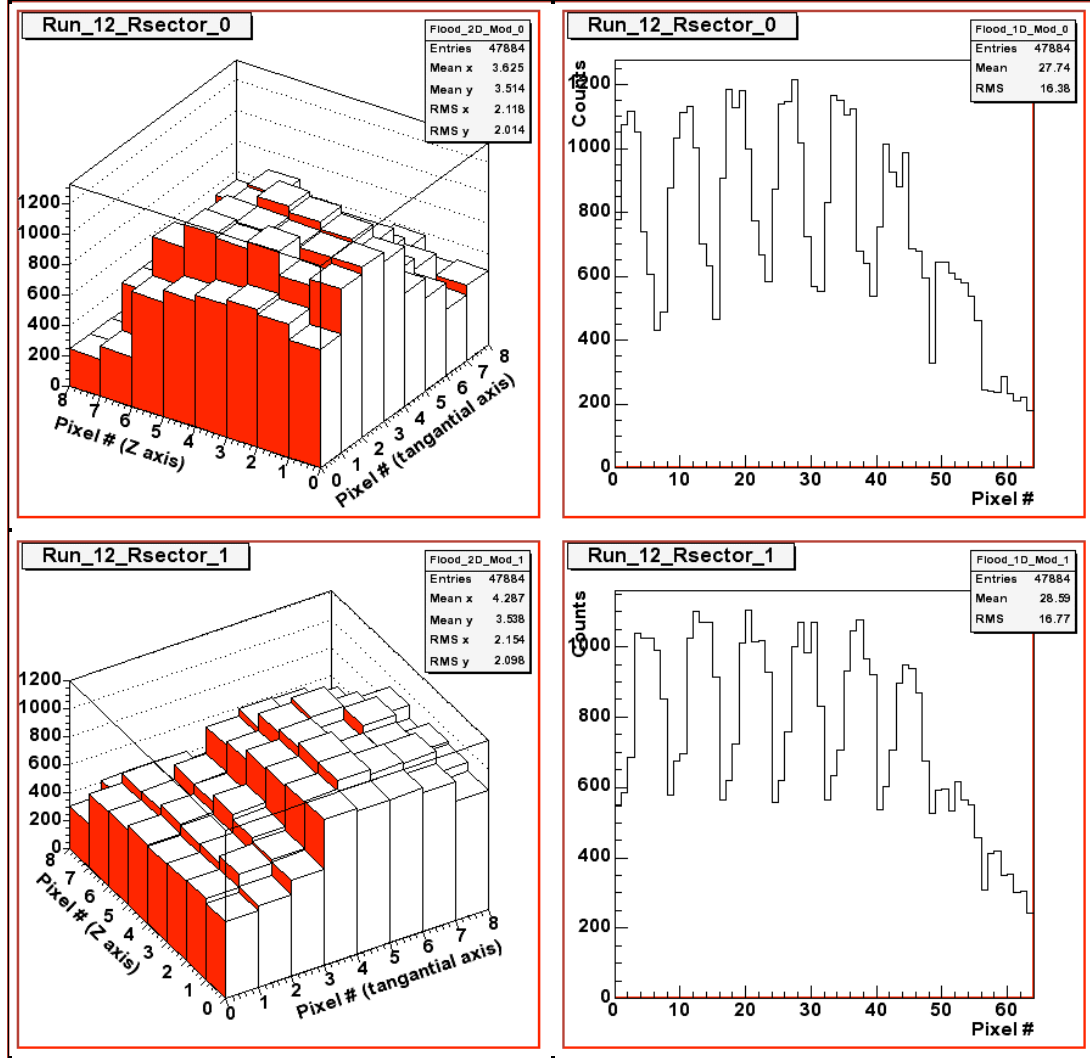 Run_12_Rsector_0
Flood_2D_Mod_0
Entries 47884
Mean x 3.625
Mean y 3.514
RMS x 2.118
RMS y 2.014
1200
1000
800
600
400
200
0
8
7
6
5
4
3
2
1
0
Pixel # (Z axis)
0
1
2
3
4
5
6
7
8
Pixel # (tangantial axis)
Run_12_Rsector_0
Flood_1D_Mod_0
Entries 47884
Mean 27.74
RMS 16.38
Counts
1200
1000
800
600
400
200
0
0 10 20 30 40 50 60
Pixel #
Run_12_Rsector_1
Flood_2D_Mod_1
Entries 47884
Mean x 4.287
Mean y 3.538
RMS x 2.154
RMS y 2.098
1200
1000
800
600
400
200
0
8
7
6
5
4
3
2
1
0
Pixel # (Z axis)
0
1
2
3
4
5
6
7
8
Pixel # (tangantial axis)
Run_12_Rsector_1
Flood_1D_Mod_1
Entries 47884
Mean 28.59
RMS 16.77
Counts
1000
800
600
400
200
0
0 10 20 30 40 50 60
Pixel #